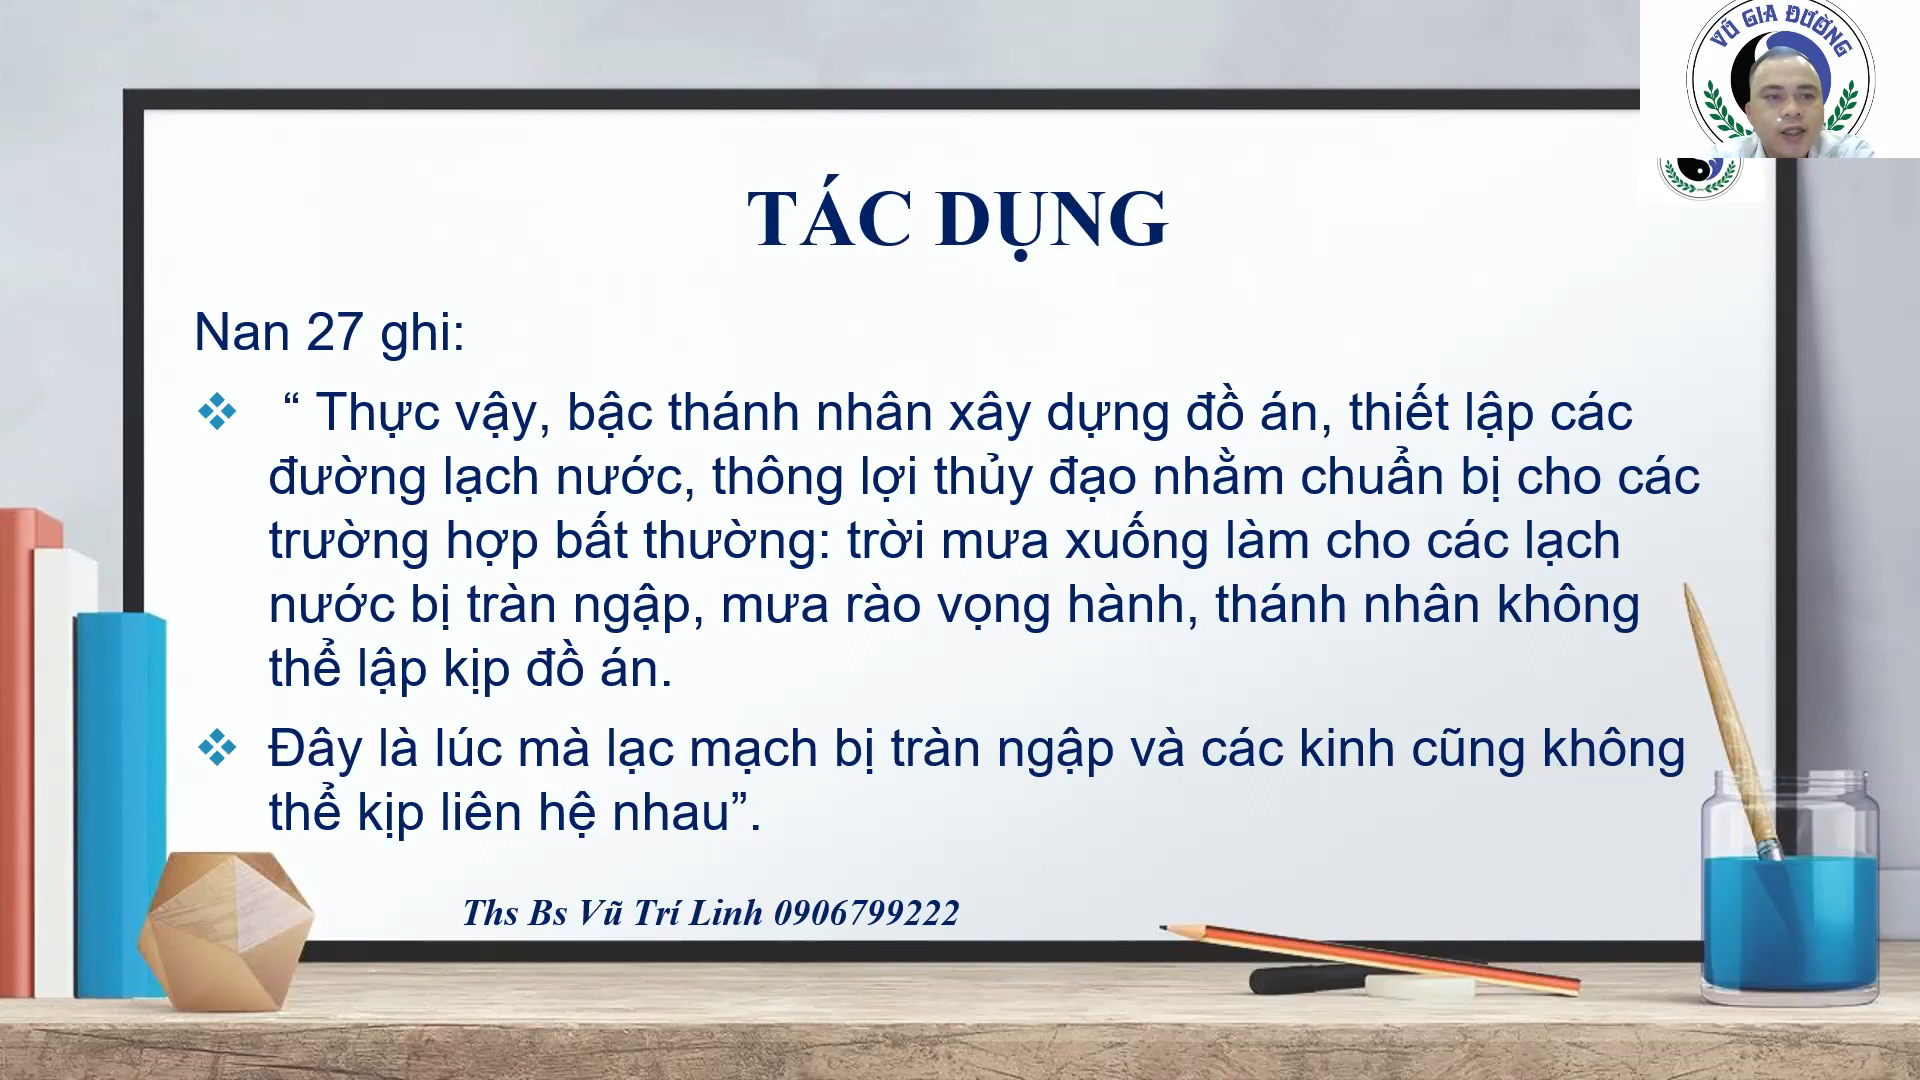 VŨ GIA ĐƯỜNG
TÁC DỤNG
Nan 27 ghi:
“ Thực vậy, bậc thánh nhân xây dựng đồ án, thiết lập các
đường lạch nước, thông lợi thủy đạo nhằm chuẩn bị cho các
trường hợp bất thường: trời mưa xuống làm cho các lạch
nước bị tràn ngập, mưa rào vọng hành, thánh nhân không
thể lập kịp đồ án.
Đây là lúc mà lạc mạch bị tràn ngập và các kinh cũng không
thể kịp liên hệ nhau”.
Ths Bs Vũ Trí Linh 0906799222